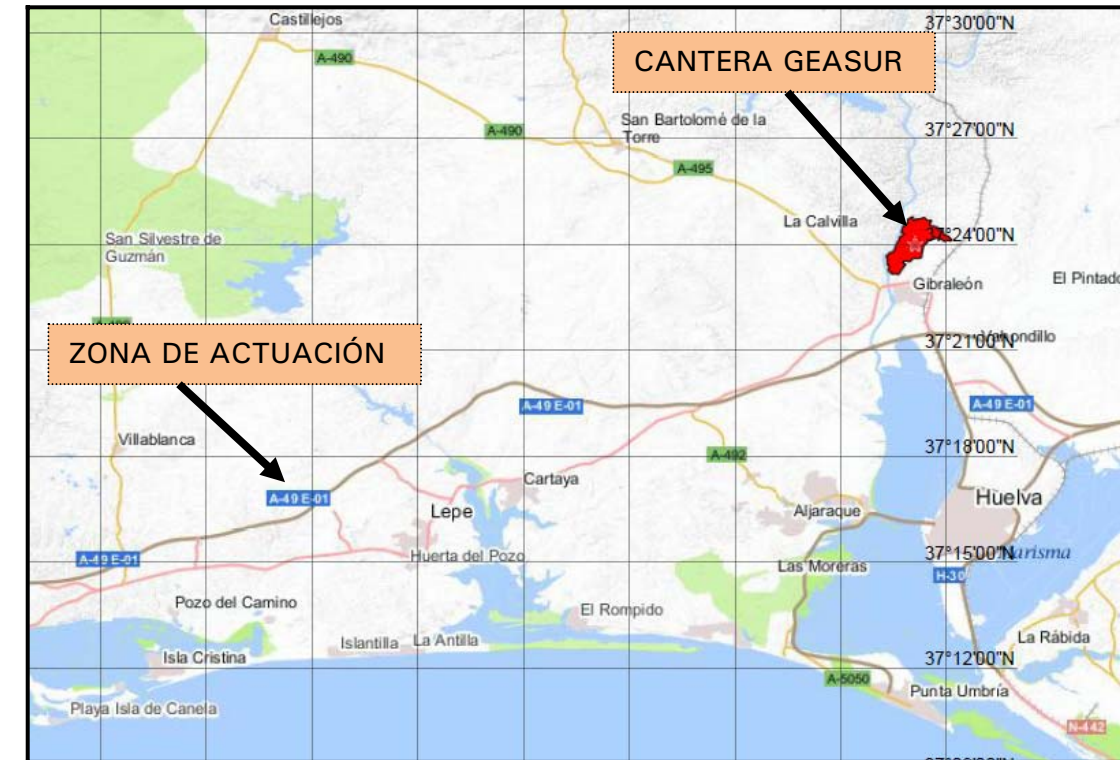 Castillejos
37°30'00"N
CANTERA GEASUR
A-490
San Bartolomé de la
Torre
A-490
37°27'00"N
A-495
La Calvilla
San Silvestre de
Guzmán
37°24'00"N
Gibraleón
El Pintado
ZONA DE ACTUACIÓN
37°21'00"N
A-49 E-01
A-49 E-01
Villablanca
37°18'00"N
A-492
Cartaya
A-49 E-01
Lepe
Huelva
Aljaraque
A-49 E-01
Huerta del Pozo
37°15'00"N
Las Moreras
H-30
Pozo del Camino
El Rompido
La Rábida
Islantilla
La Antilla
Isla Cristina
37°12'00"N
A-5050
Punta Umbría
Playa Isla de Canela
N-442